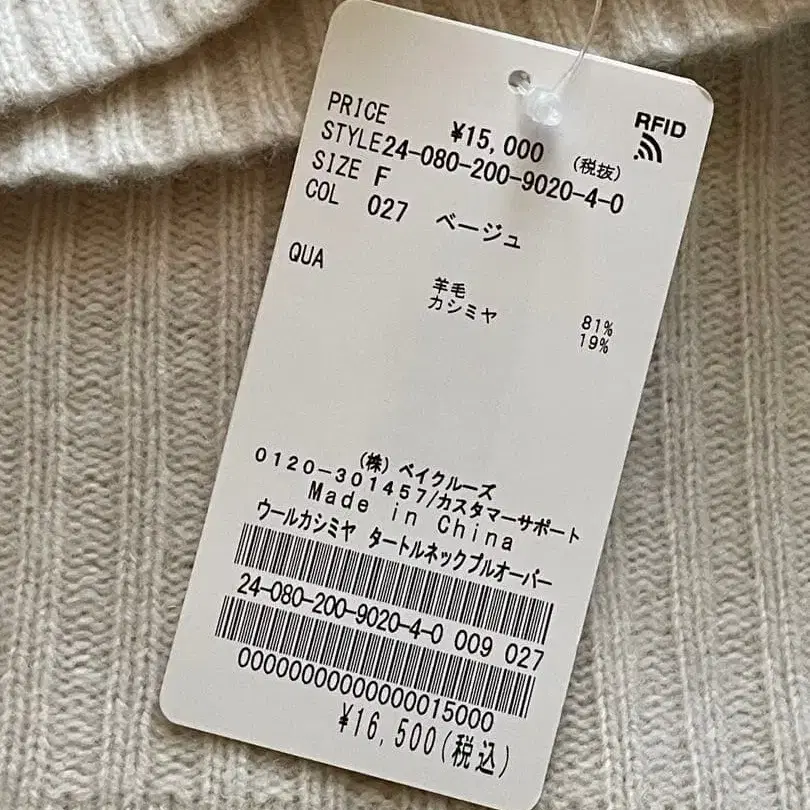 RFID
PRICE ¥15,000 (税抜)
STYLE24-080-200-9020-4-0
SIZE F
COL 027 ベージュ
QUA
羊毛 81%
カシミヤ 19%
(株) ベイクルーズ
0120-301457/カスタマーサポート
Made in China
ウールカシミヤ タートルネックプルオーバー
24-080-200-9020-4-0 009 027
0000000000000015000
¥16,500(税込)